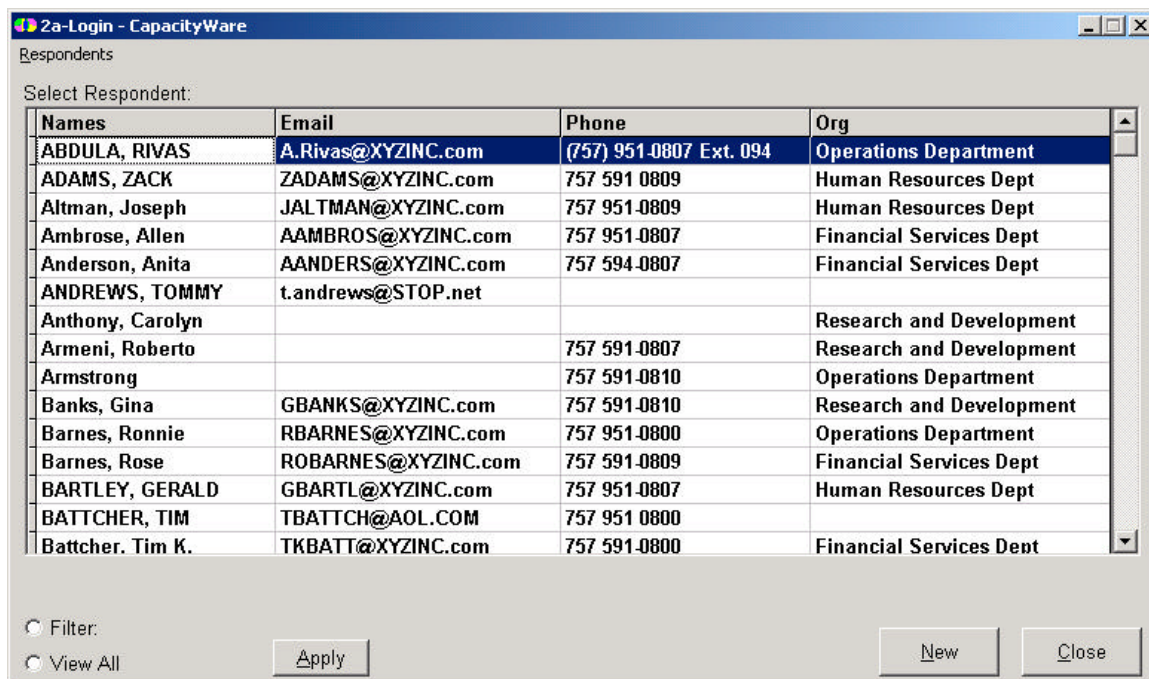 2a-Login - CapacityWare
Respondents
Select Respondent:
Names Email Phone Org
ABDULA, RIVAS A.Rivas@XYZINC.com (757) 951-0807 Ext. 094 Operations Department
ADAMS, ZACK ZADAMS@XYZINC.com 757 591 0809 Human Resources Dept
Altman, Joseph JALTMAN@XYZINC.com 757 951-0809 Human Resources Dept
Ambrose, Allen AAMBROS@XYZINC.com 757 951-0807 Financial Services Dept
Anderson, Anita AANDERS@XYZINC.com 757 594-0807 Financial Services Dept
ANDREWS, TOMMY t.andrews@STOP.net
Anthony, Carolyn Research and Development
Armeni, Roberto 757 591-0807 Research and Development
Armstrong 757 591-0810 Operations Department
Banks, Gina GBANKS@XYZINC.com 757 951-0810 Research and Development
Barnes, Ronnie RBARNES@XYZINC.com 757 951-0800 Operations Department
Barnes, Rose ROBARNES@XYZINC.com 757 951-0809 Financial Services Dept
BARTLEY, GERALD GBARTL@XYZINC.com 757 951-0807 Human Resources Dept
BATTCHER, TIM TBATTCH@AOL.COM 757 951 0800
Battcher, Tim K. TKBATT@XYZINC.com 757 591-0800 Financial Services Dept
Filter:
View All
Apply
New
Close